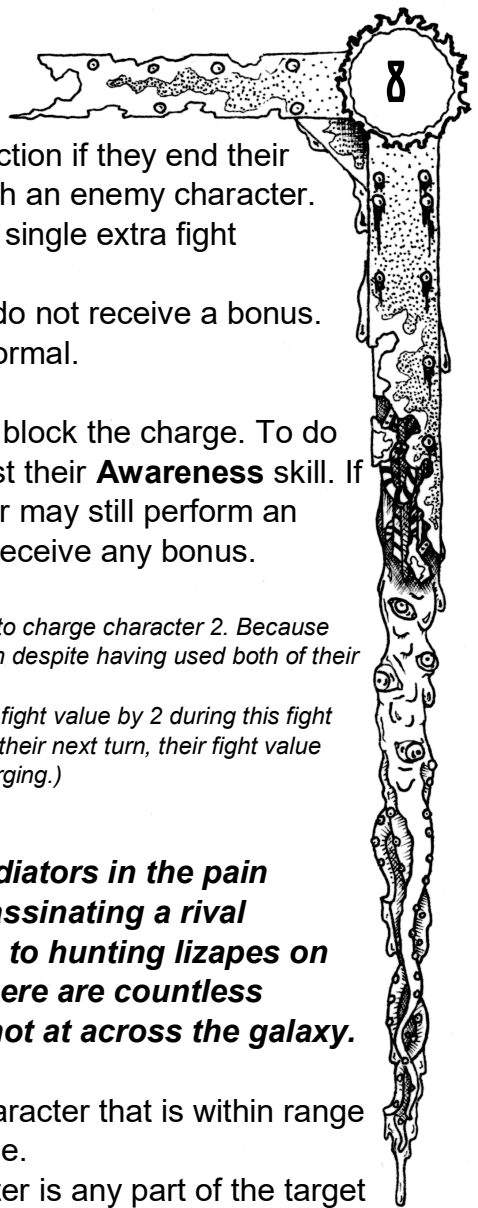 8
ction if they end their
h an enemy character.
single extra fight
do not receive a bonus.
ormal.
block the charge. To do
st their Awareness skill. If
r may still perform an
receive any bonus.
to charge character 2. Because
n despite having used both of their
fight value by 2 during this fight
their next turn, their fight value
rging.)
diators in the pain
assinating a rival
to hunting lizapes on
ere are countless
not at across the galaxy.
aracter that is within range
e.
ter is any part of the target